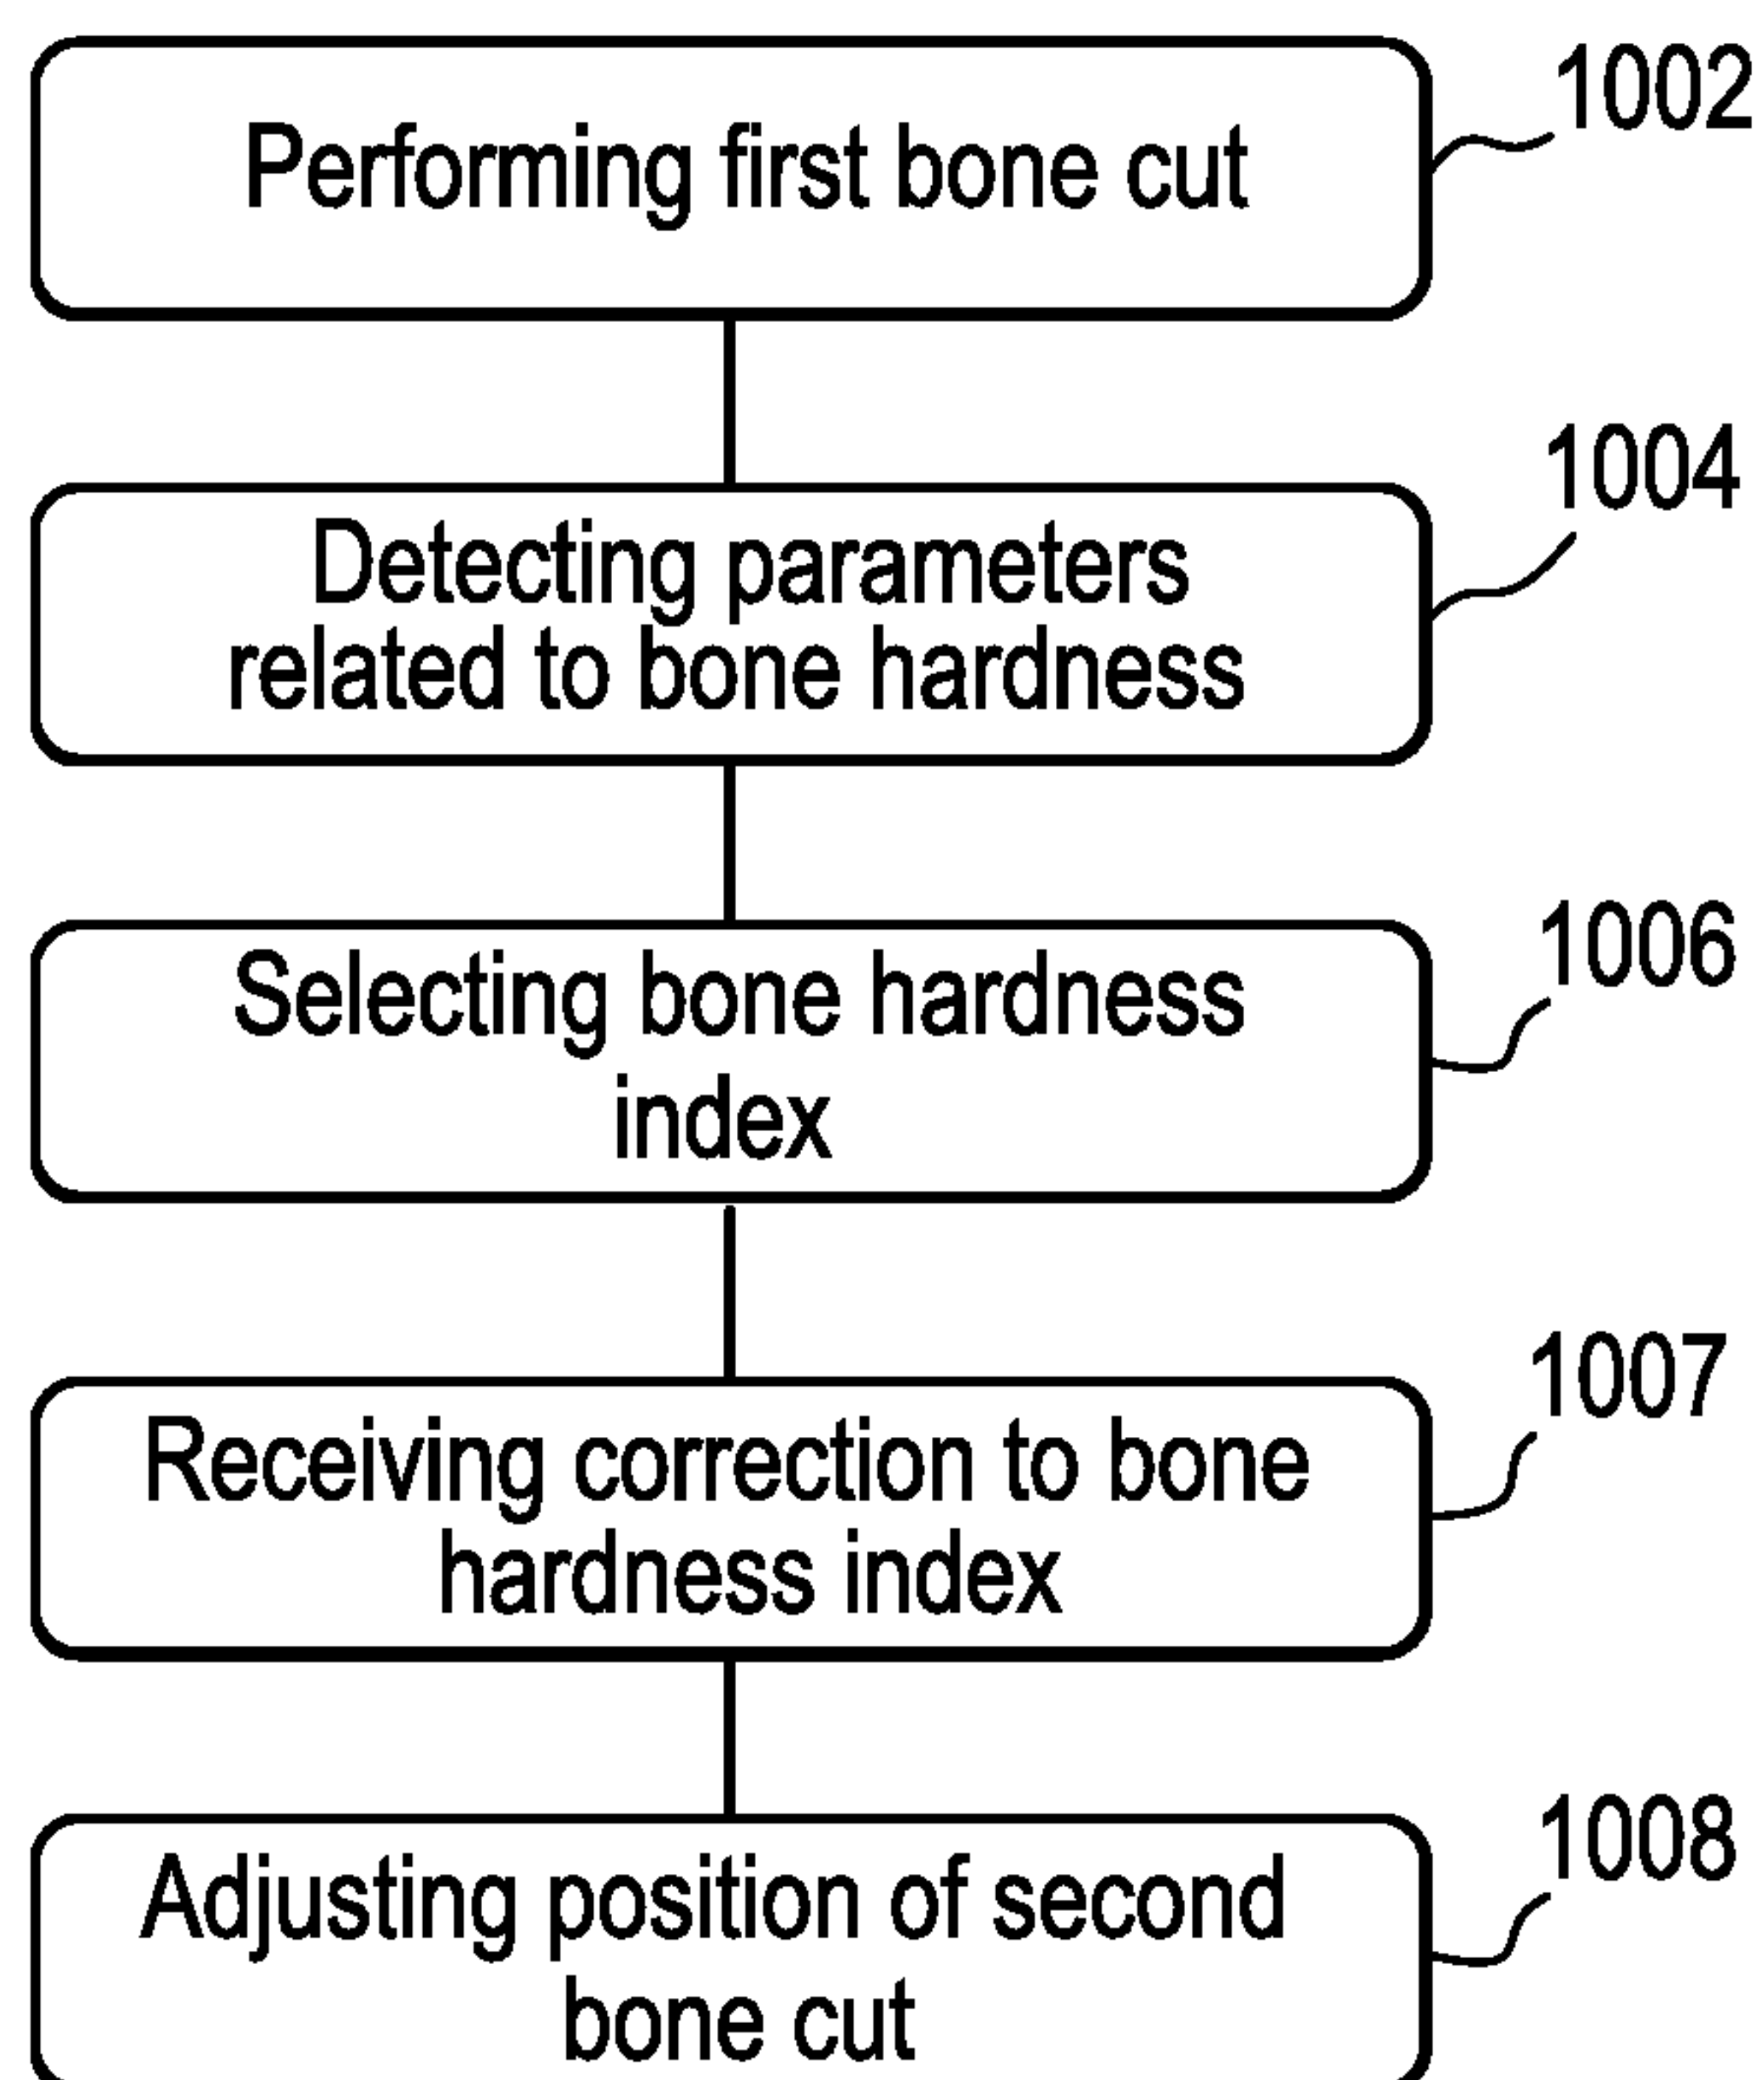 1002
Performing first bone cut
1004
Detecting parameters
related to bone hardness
1006
Selecting bone hardness
index
1007
Receiving correction to bone
hardness index
1008
Adjusting position of second
bone cut